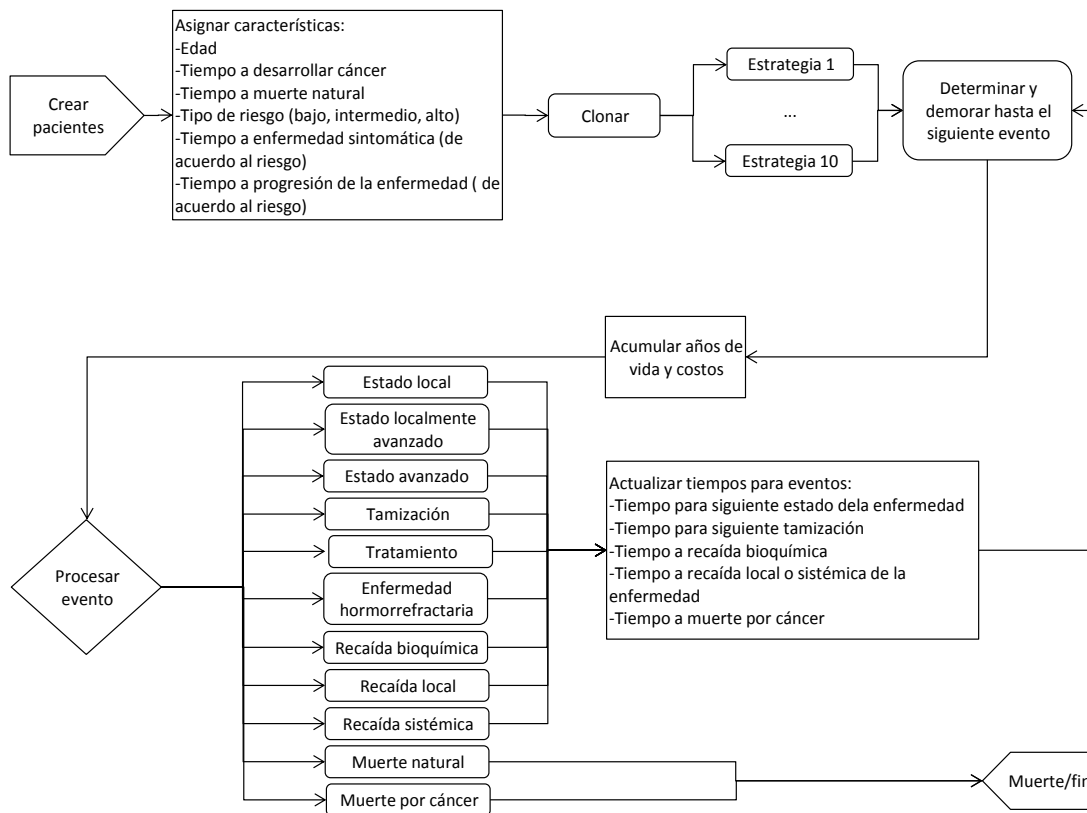 Crear
pacientes
Asignar características:
-Edad
-Tiempo a desarrollar cáncer
-Tiempo a muerte natural
-Tipo de riesgo (bajo, intermedio, alto)
-Tiempo a enfermedad sintomática (de
acuerdo al riesgo)
-Tiempo a progresión de la enfermedad ( de
acuerdo al riesgo)
Clonar
Estrategia 1
...
Estrategia 10
Determinar y
demorar hasta el
siguiente evento
Acumular años de
vida y costos
Procesar
evento
Estado local
Estado localmente
avanzado
Estado avanzado
Tamización
Tratamiento
Enfermedad
hormorrefractaria
Recaída bioquímica
Recaída local
Recaída sistémica
Muerte natural
Muerte por cáncer
Actualizar tiempos para eventos:
-Tiempo para siguiente estado dela enfermedad
-Tiempo para siguiente tamización
-Tiempo a recaída bioquímica
-Tiempo a recaída local o sistémica de la
enfermedad
-Tiempo a muerte por cáncer
Muerte/fin